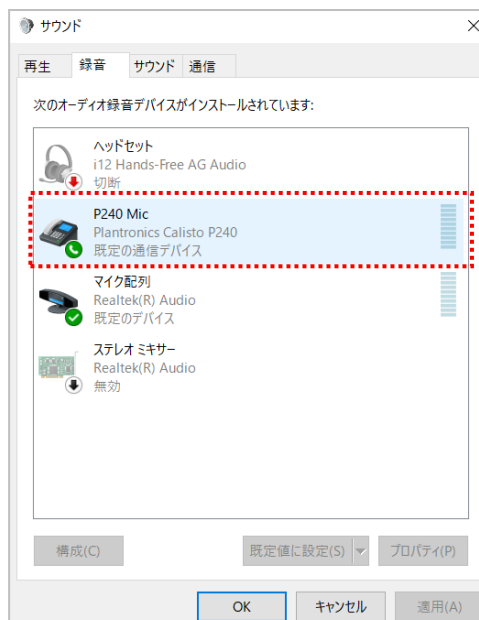 サウンド
再生 録音 サウンド 通信
次のオーディオ録音デバイスがインストールされています:
ヘッドセット
i12 Hands-Free AG Audio
切断
P240 Mic
Plantronics Calisto P240
既定の通信デバイス
マイク配列
Realtek(R) Audio
既定のデバイス
ステレオ ミキサー
Realtek(R) Audio
無効
構成(C) 既定値に設定(S) プロパティ(P)
OK キャンセル 適用(A)